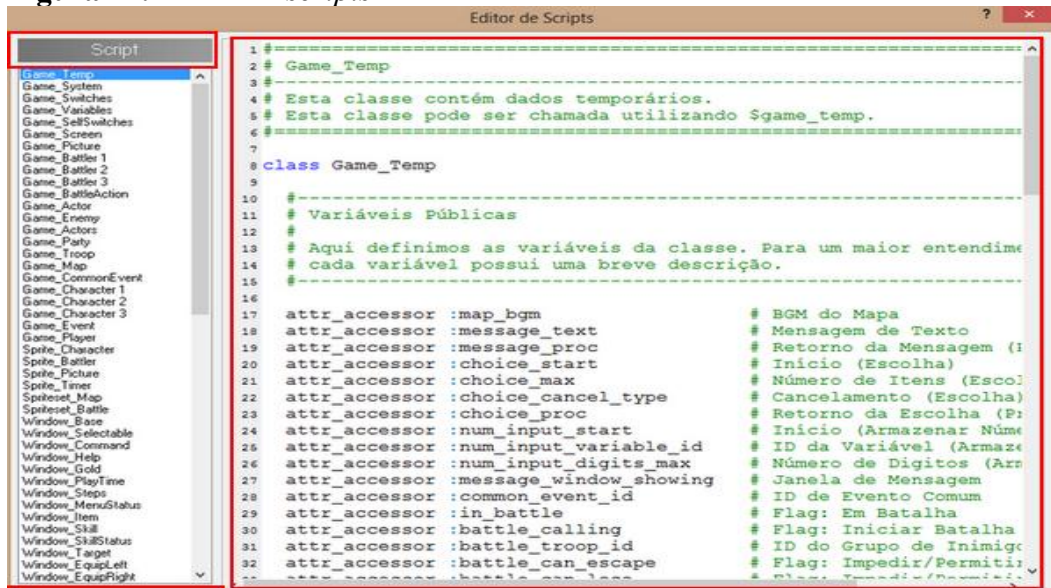 Editor de Scripts
?
Script
Game_Temp
Game_System
Game_Switches
Game_Variables
Game_SelfSwitches
Game_Screen
Game_Picture
Game_Battler 1
Game_Battler 2
Game_Battler 3
Game_BattleAction
Game_Actor
Game_Enemy
Game_Actors
Game_Party
Game_Troop
Game_Map
Game_CommonEvent
Game_Character 1
Game_Character 2
Game_Character 3
Game_Event
Game_Player
Sprite_Character
Sprite_Battler
Sprite_Picture
Sprite_Timer
Spriteset_Map
Spriteset_Battle
Window_Base
Window_Selectable
Window_Command
Window_Help
Window_Gold
Window_PlayTime
Window_Steps
Window_MenuStatus
Window_Item
Window_Skill
Window_SkillStatus
Window_Target
Window_EquipLeft
Window_EquipRight
1 #==============================================================
2 # Game_Temp
3 #--------------------------------------------------------------
4 # Esta classe contém dados temporários.
5 # Esta classe pode ser chamada utilizando $game_temp.
6 #==============================================================
7
8 class Game_Temp
9
10 #--------------------------------------------------------------
11 # Variáveis Públicas
12 #
13 # Aqui definimos as variáveis da classe. Para um maior entendime
14 # cada variável possui uma breve descrição.
15 #--------------------------------------------------------------
16
17 attr_accessor :map_bgm # BGM do Mapa
18 attr_accessor :message_text # Mensagem de Texto
19 attr_accessor :message_proc # Retorno da Mensagem (
20 attr_accessor :choice_start # Início (Escolha)
21 attr_accessor :choice_max # Número de Itens (Escol
22 attr_accessor :choice_cancel_type # Cancelamento (Escolha)
23 attr_accessor :choice_proc # Retorno da Escolha (P
24 attr_accessor :num_input_start # Início (Armazenar Núme
25 attr_accessor :num_input_variable_id # ID da Variável (Armaze
26 attr_accessor :num_input_digits_max # Número de Digitos (Arm
27 attr_accessor :message_window_showing # Janela de Mensagem
28 attr_accessor :common_event_id # ID de Evento Comum
29 attr_accessor :in_battle # Flag: Em Batalha
30 attr_accessor :battle_calling # Flag: Iniciar Batalha
31 attr_accessor :battle_troop_id # ID do Grupo de Inimigo
32 attr_accessor :battle_can_escape # Flag: Impedir/Permitir